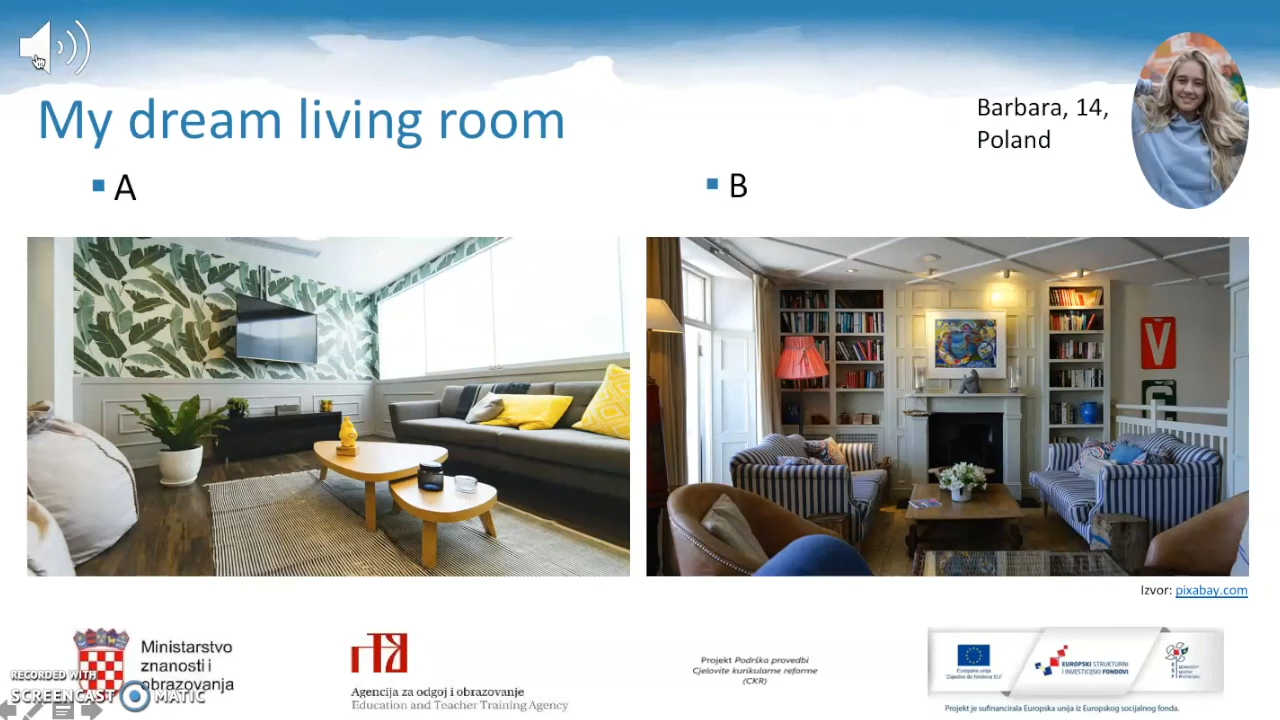 My dream living room
Barbara, 14,
Poland
A
B
V
Izvor: pixabay.com
Ministarstvo
znanosti i
obrazovanja
RECORDED WITH
SCREENCAST MATIC
Agencija za odgoj i obrazovanje
Education and Teacher Training Agency
Projekt Podrška provedbi
Cjelovite kurikularne reforme
(CKR)
Europska unija
"Zajedno do fondova EU"
EUROPSKI STRUKTURNI
I INVESTICIJSKI FONDOVI
Projekt je sufinancirala Europska unija iz Europskog socijalnog fonda.